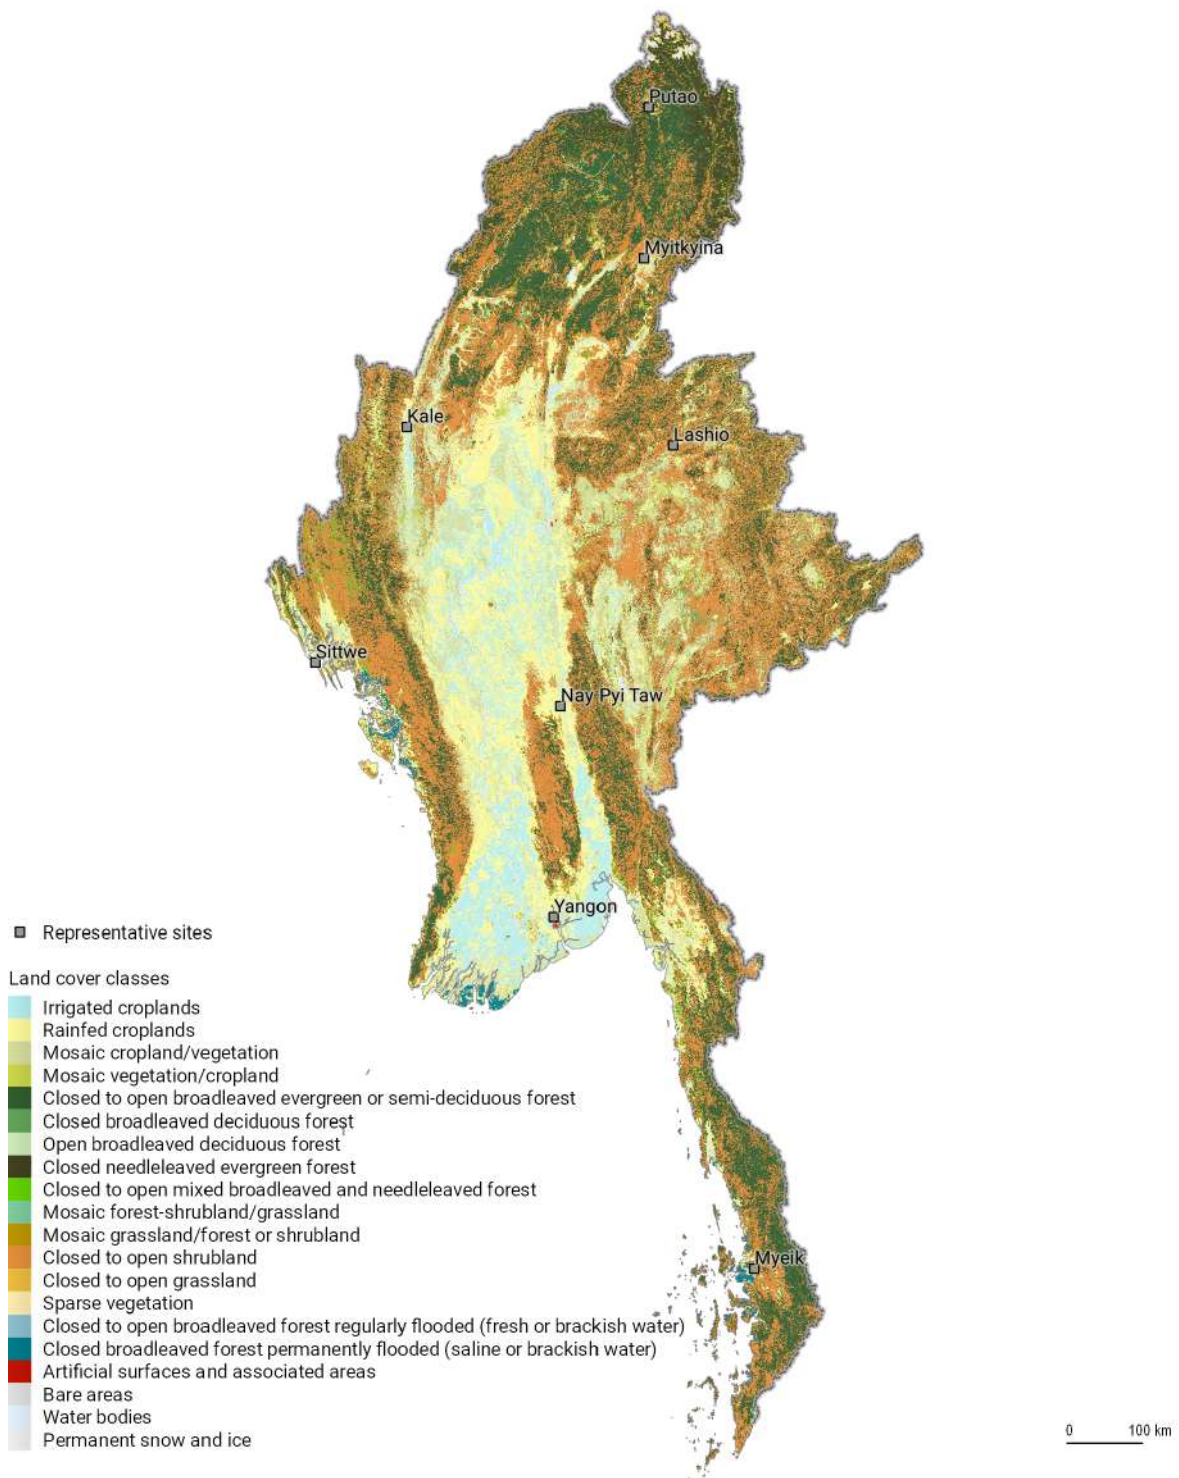 Putao
Myitkyina
Kale
Lashio
Sittwe
Nay Pyi Taw
Yangon
Representative sites
Land cover classes
Irrigated croplands
Rainfed croplands
Mosaic cropland/vegetation
Mosaic vegetation/cropland
Closed to open broadleaved evergreen or semi-deciduous forest
Closed broadleaved deciduous forest
Open broadleaved deciduous forest
Closed needleleaved evergreen forest
Closed to open mixed broadleaved and needleleaved forest
Mosaic forest-shrubland/grassland
Mosaic grassland/forest or shrubland
Closed to open shrubland
Myeik
Closed to open grassland
Sparse vegetation
Closed to open broadleaved forest regularly flooded (fresh or brackish water)
Closed broadleaved forest permanently flooded (saline or brackish water)
Artificial surfaces and associated areas
Bare areas
Water bodies
Permanent snow and ice
0 100 km